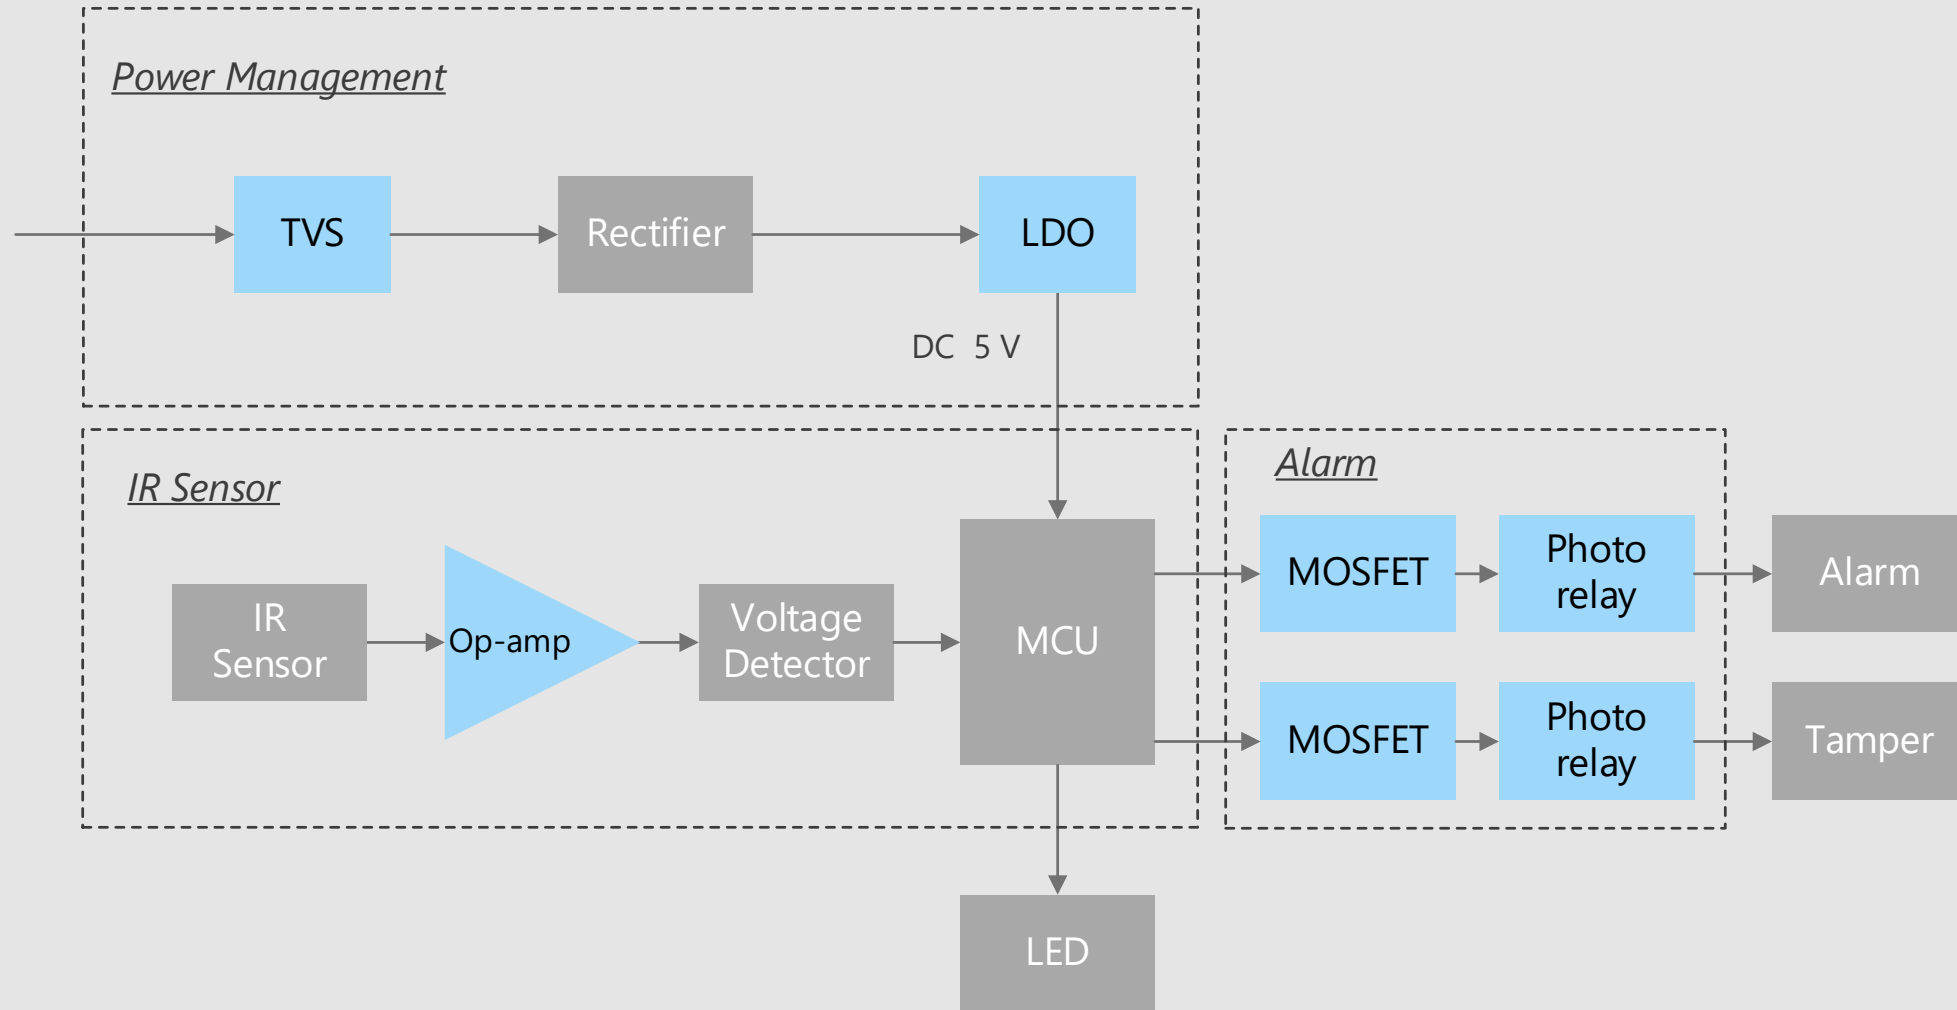 Power Management
TVS
Rectifier
LDO
DC 5 V
IR Sensor
Alarm
IR
Sensor
Op-amp
Voltage
Detector
MCU
MOSFET
Photo
relay
Alarm
MOSFET
Photo
relay
Tamper
LED